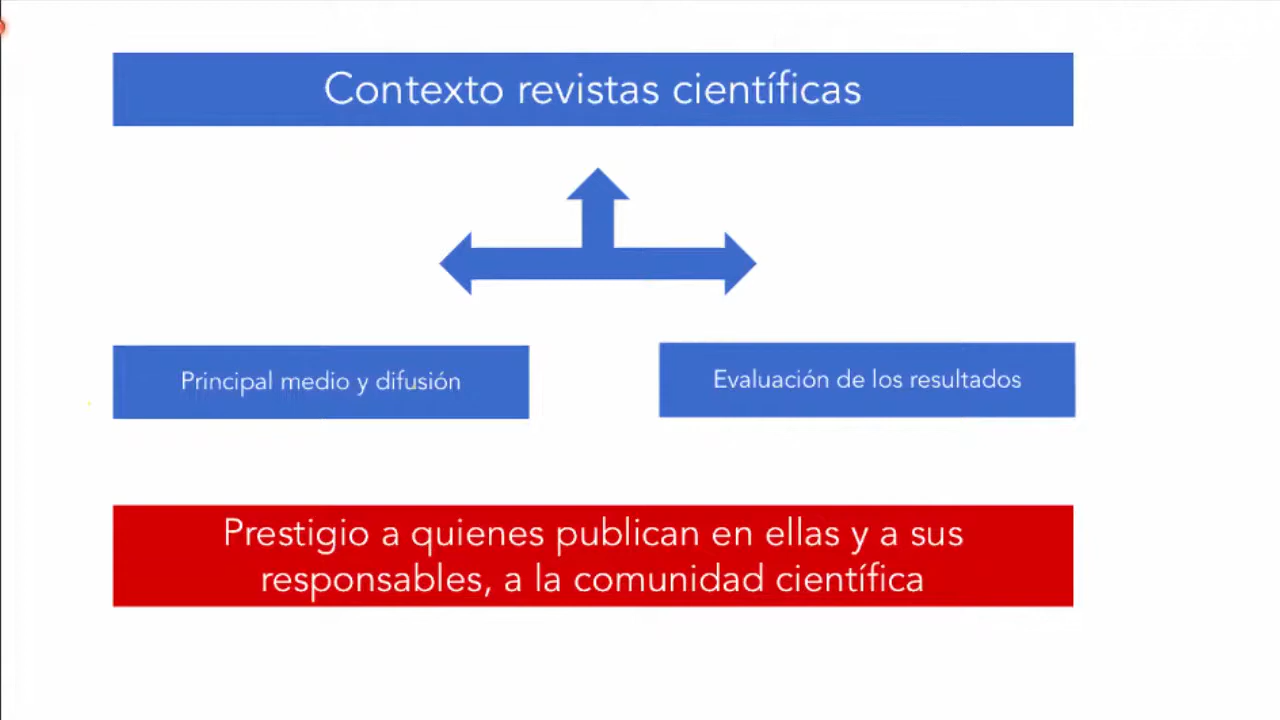 Contexto revistas científicas
Principal medio y difusión
Evaluación de los resultados
Prestigio a quienes publican en ellas y a sus
responsables, a la comunidad científica